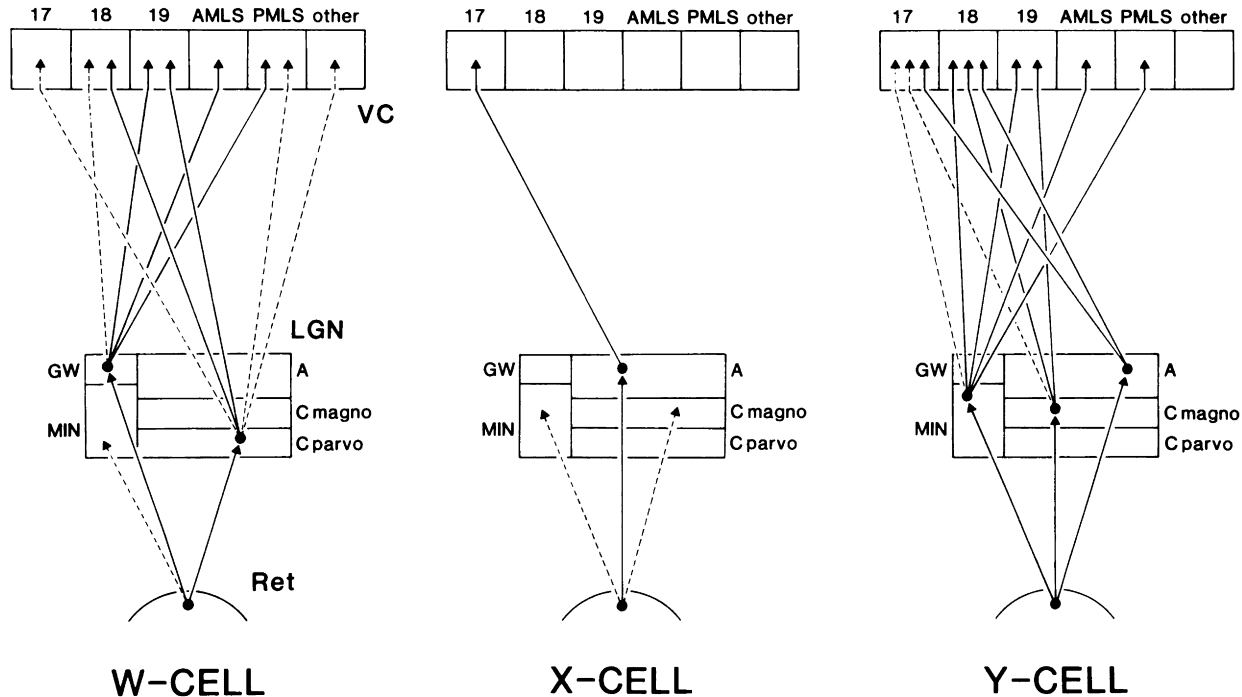 17 18 19 AMLS PMLS other
17 18 19 AMLS PMLS other
17 18 19 AMLS PMLS other
VC
LGN
GW A
MIN C magno
C parvo
GW A
MIN C magno
C parvo
GW A
MIN C magno
C parvo
Ret
W-CELL
X-CELL
Y-CELL